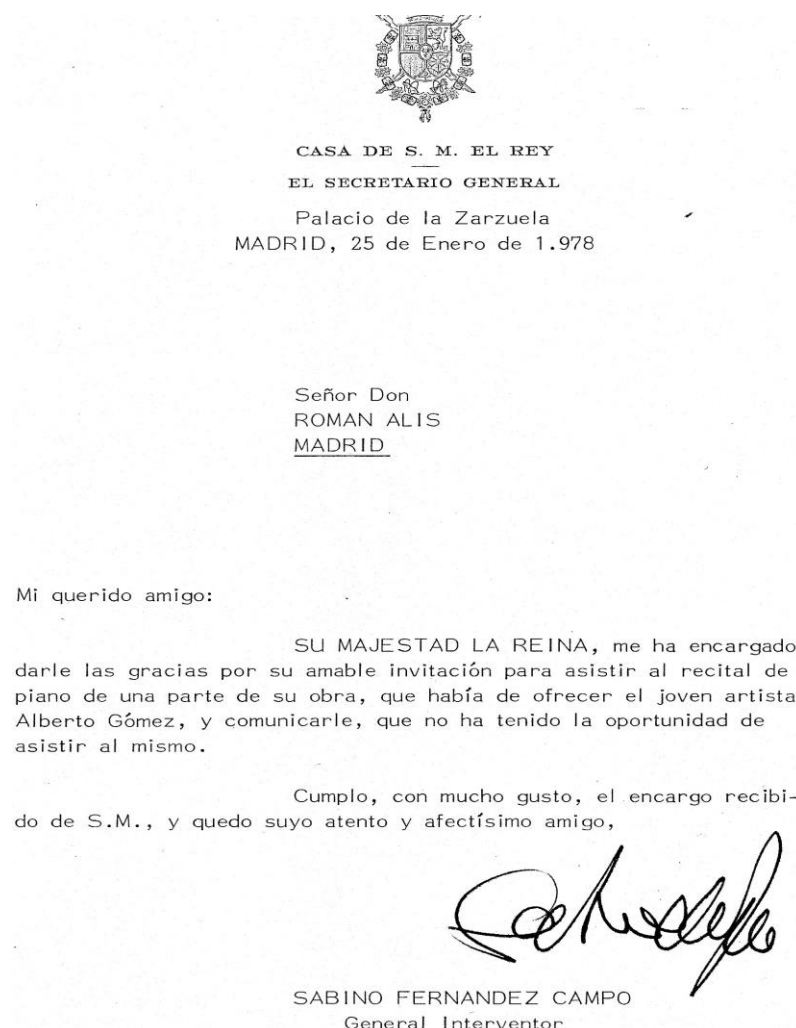 CASA DE S. M. EL REY
EL SECRETARIO GENERAL
Palacio de la Zarzuela
MADRID, 25 de Enero de 1.978
Señor Don
ROMAN ALIS
MADRID
Mi querido amigo:
SU MAJESTAD LA REINA, me ha encargado
darle las gracias por su amable invitación para asistir al recital de
piano de una parte de su obra, que había de ofrecer el joven artista
Alberto Gómez, y comunicarle, que no ha tenido la oportunidad de
asistir al mismo.
Cumplo, con mucho gusto, el encargo recibi-
do de S.M., y quedo suyo atento y afectísimo amigo,
SABINO FERNANDEZ CAMPO
General Interventor